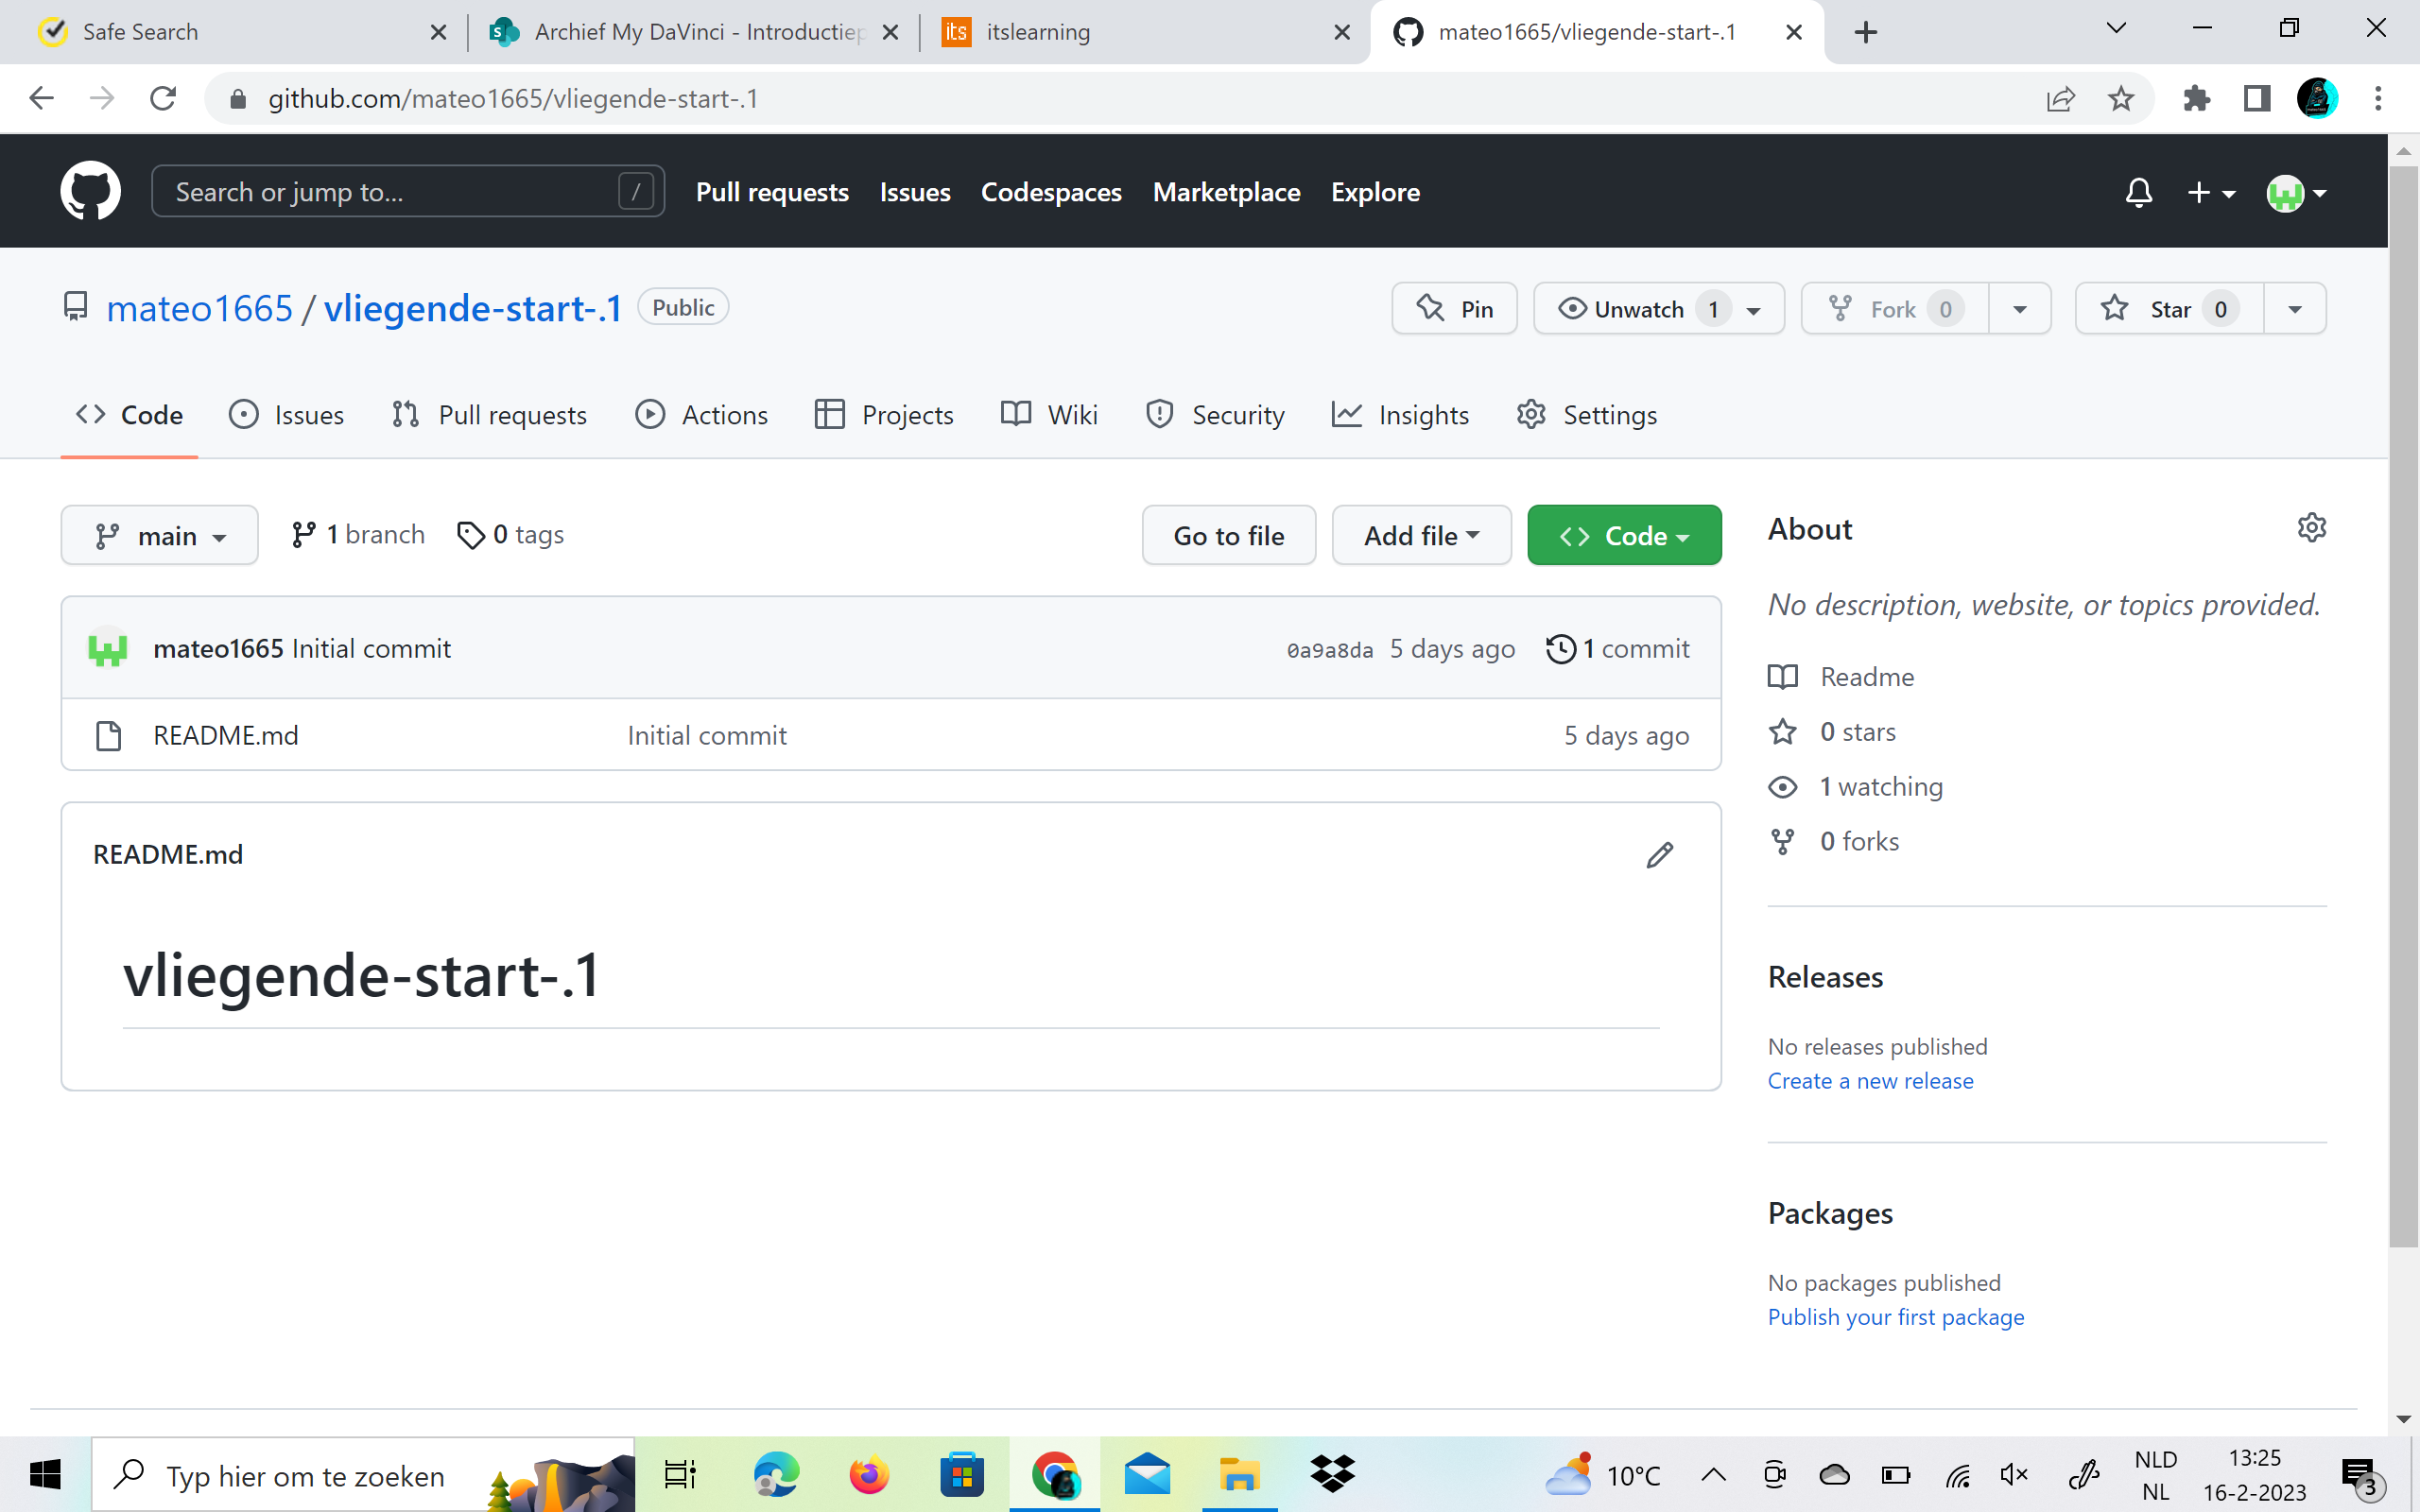 Safe Search
Archief My DaVinci - Introductiep
its itslearning
mateo1665/vliegende-start-.1
github.com/mateo1665/vliegende-start-.1
Search or jump to... /
Pull requests Issues Codespaces Marketplace Explore
mateo1665 / vliegende-start-.1 Public
Pin Unwatch 1 Fork 0 Star 0
Code Issues Pull requests Actions Projects Wiki Security Insights Settings
main 1 branch 0 tags Go to file Add file Code
mateo1665 Initial commit 0a9a8da 5 days ago 1 commit
README.md Initial commit 5 days ago
README.md
vliegende-start-.1
About
No description, website, or topics provided.
Readme
0 stars
1 watching
0 forks
Releases
No releases published
Create a new release
Packages
No packages published
Publish your first package
Typ hier om te zoeken
10°C
NLD
NL
13:25
16-2-2023
3